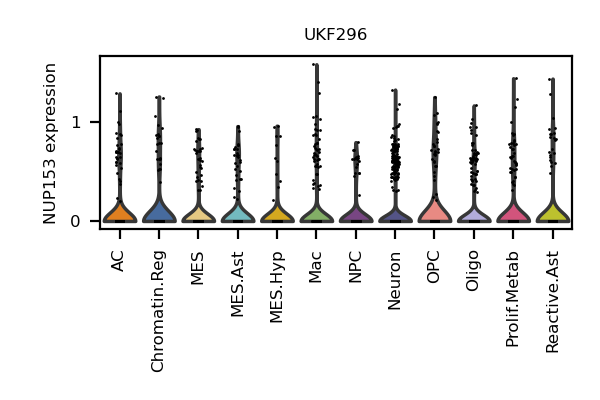 UKF296
NUP153 expression
1
0
AC
Chromatin.Reg
MES
MES.Ast
MES.Hyp
Mac
NPC
Neuron
OPC
Oligo
Prolif.Metab
Reactive.Ast